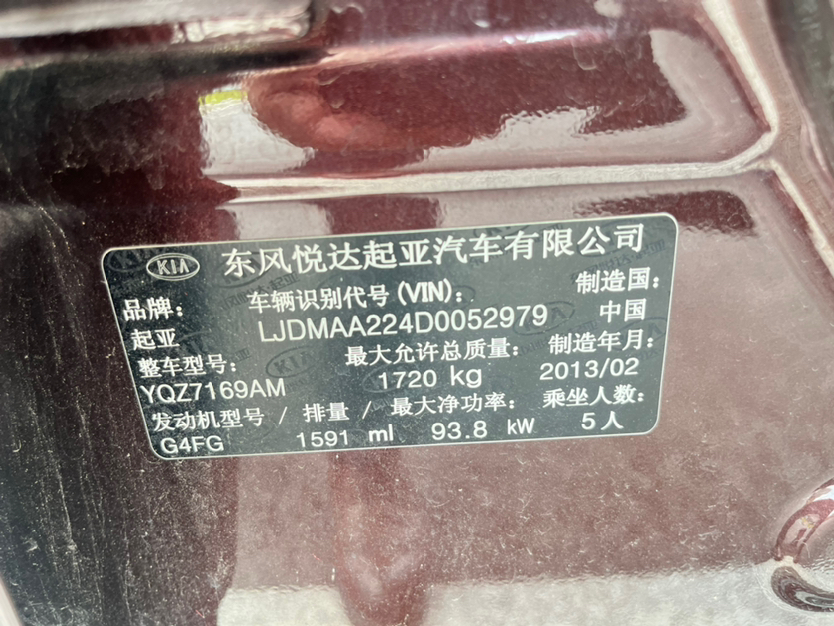 KIA 东风悦达起亚汽车有限公司
品牌： 车辆识别代号(VIN)： 制造国：
起亚 LJDMAA224D0052979 中国
整车型号： 最大允许总质量： 制造年月：
YQZ7169AM 1720 kg 2013/02
发动机型号 / 排量 / 最大净功率： 乘坐人数：
G4FG 1591 ml 93.8 kW 5人